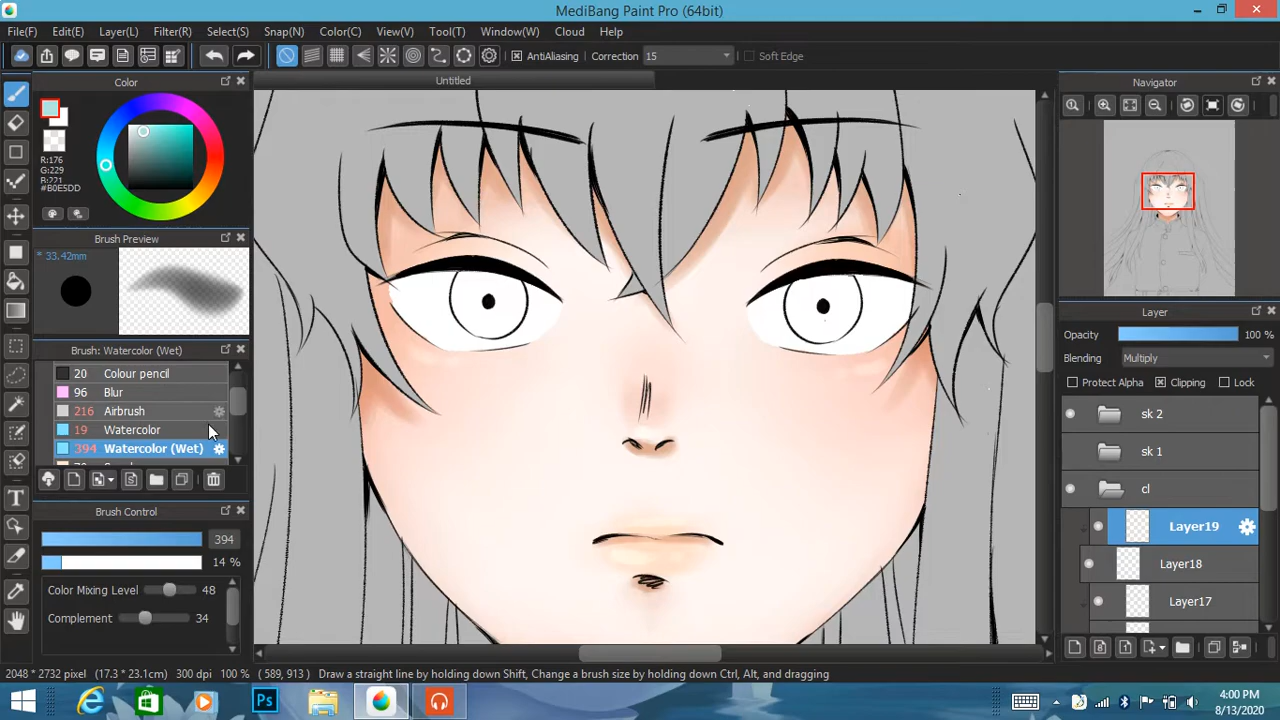 MediBang Paint Pro (64bit)
File(F) Edit(E) Layer(L) Filter(R) Select(S) Snap(N) Color(C) View(V) Tool(T) Window(W) Cloud Help
AntiAliasing Correction 15 Soft Edge
Color
Untitled
Navigator
R:176
G:229
B:221
#B0E5DD
Brush Preview
* 33.42mm
Brush: Watercolor (Wet)
20 Colour pencil
96 Blur
216 Airbrush
19 Watercolor
394 Watercolor (Wet)
Brush Control
394
14 %
Color Mixing Level 48
Complement 34
Layer
Opacity 100 %
Blending Multiply
Protect Alpha Clipping Lock
sk 2
sk 1
cl
Layer19
Layer18
Layer17
2048 * 2732 pixel (17.3 * 23.1cm) 300 dpi 100 % ( 589, 913 ) Draw a straight line by holding down Shift, Change a brush size by holding down Ctrl, Alt, and dragging
Ps
4:00 PM
8/13/2020